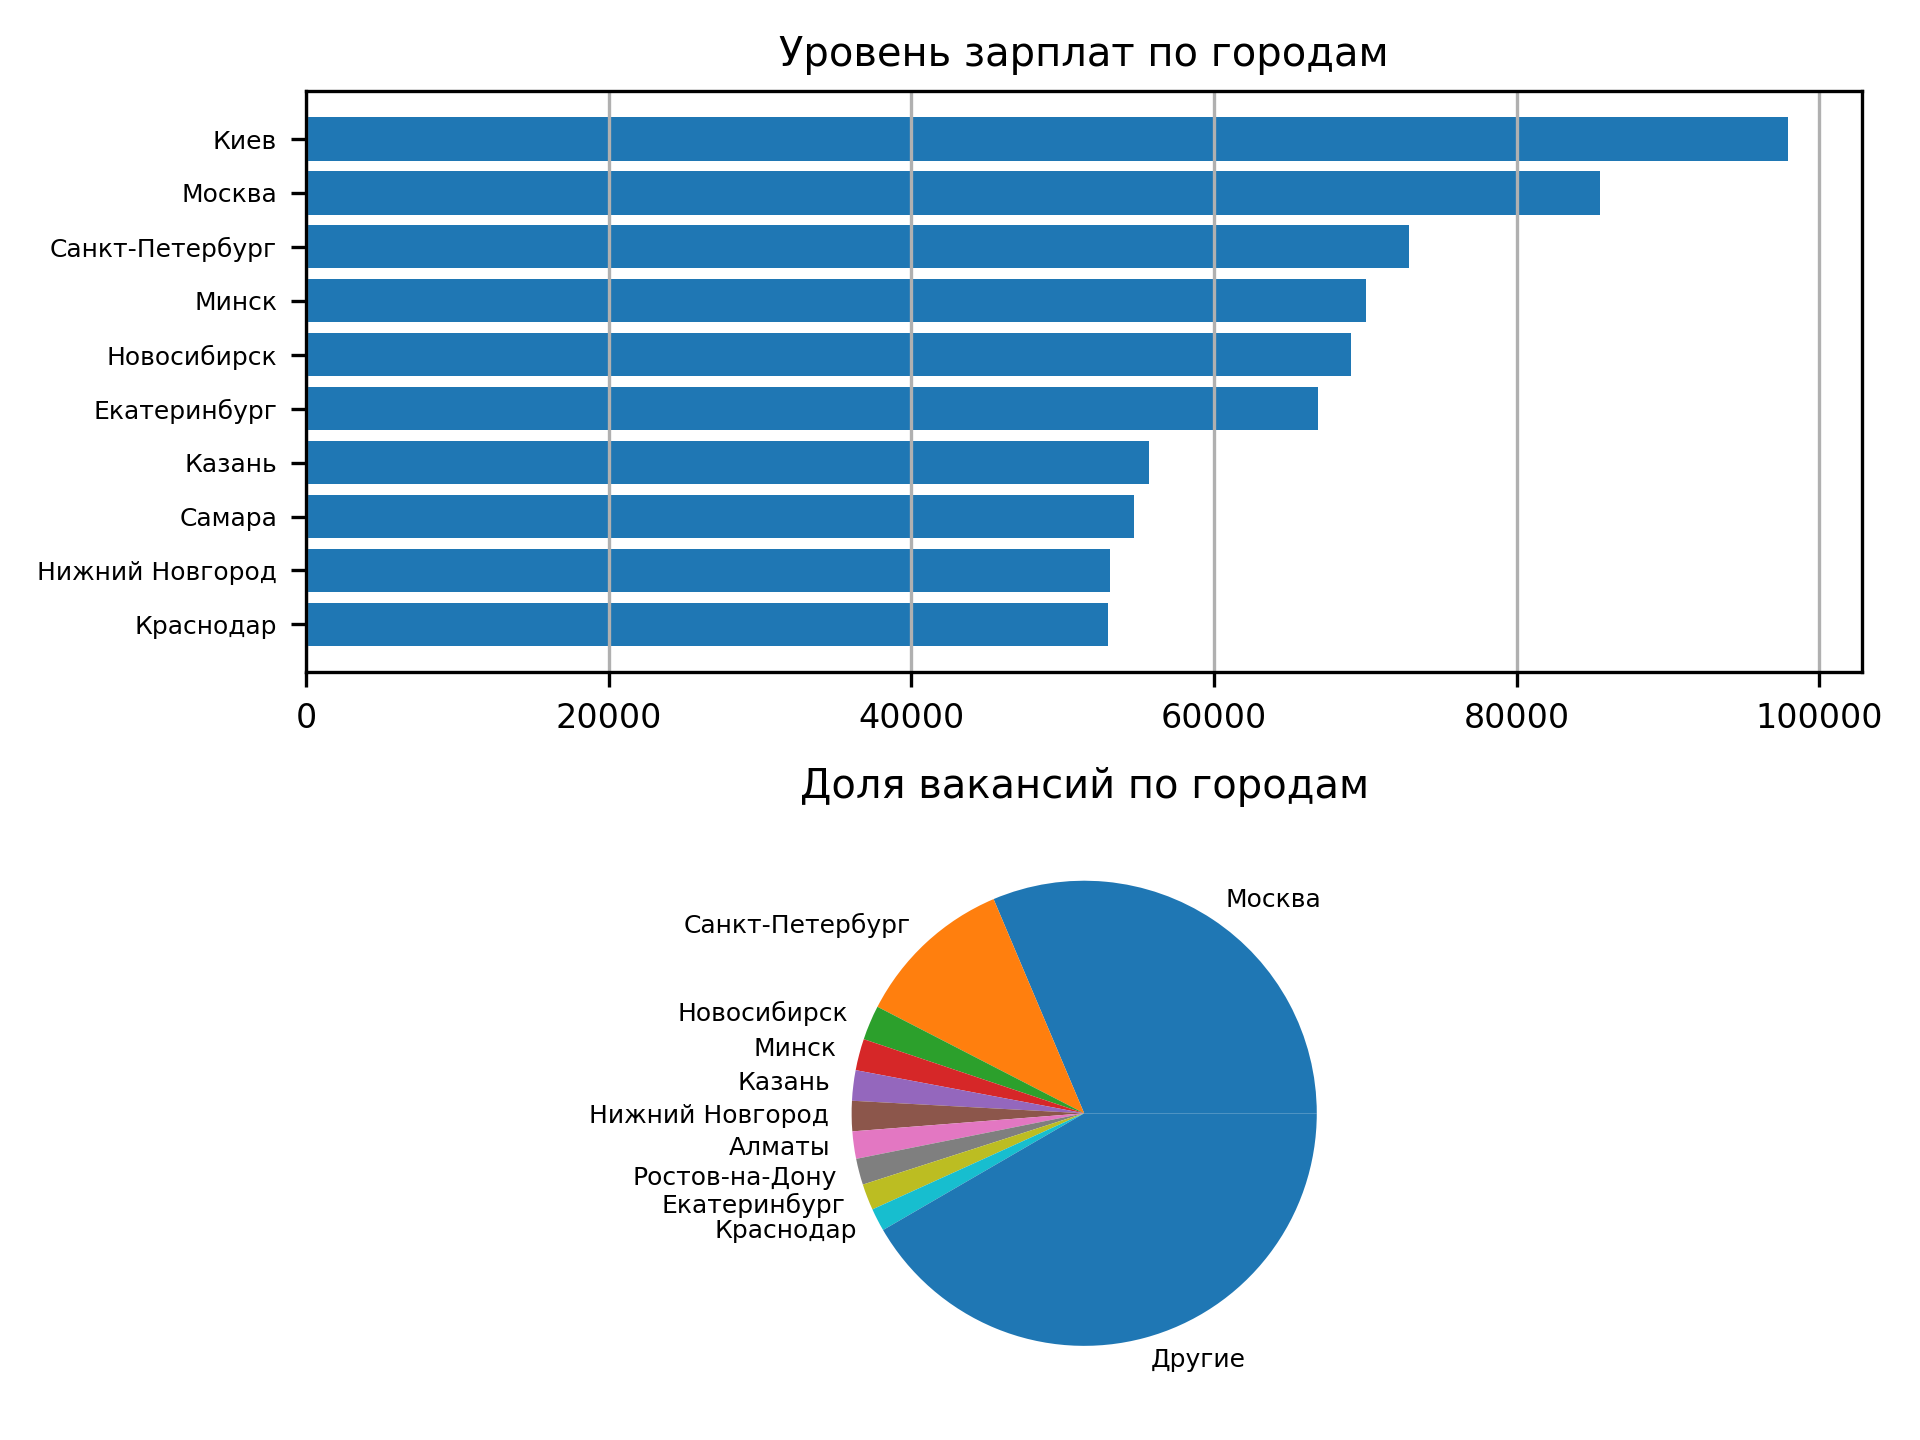 Уровень зарплат по городам
Киев
Москва
Санкт-Петербург
Минск
Новосибирск
Екатеринбург
Казань
Самара
Нижний Новгород
Краснодар
0 20000 40000 60000 80000 100000
Доля вакансий по городам
Москва
Санкт-Петербург
Новосибирск
Минск
Казань
Нижний Новгород
Алматы
Ростов-на-Дону
Екатеринбург
Краснодар
Другие